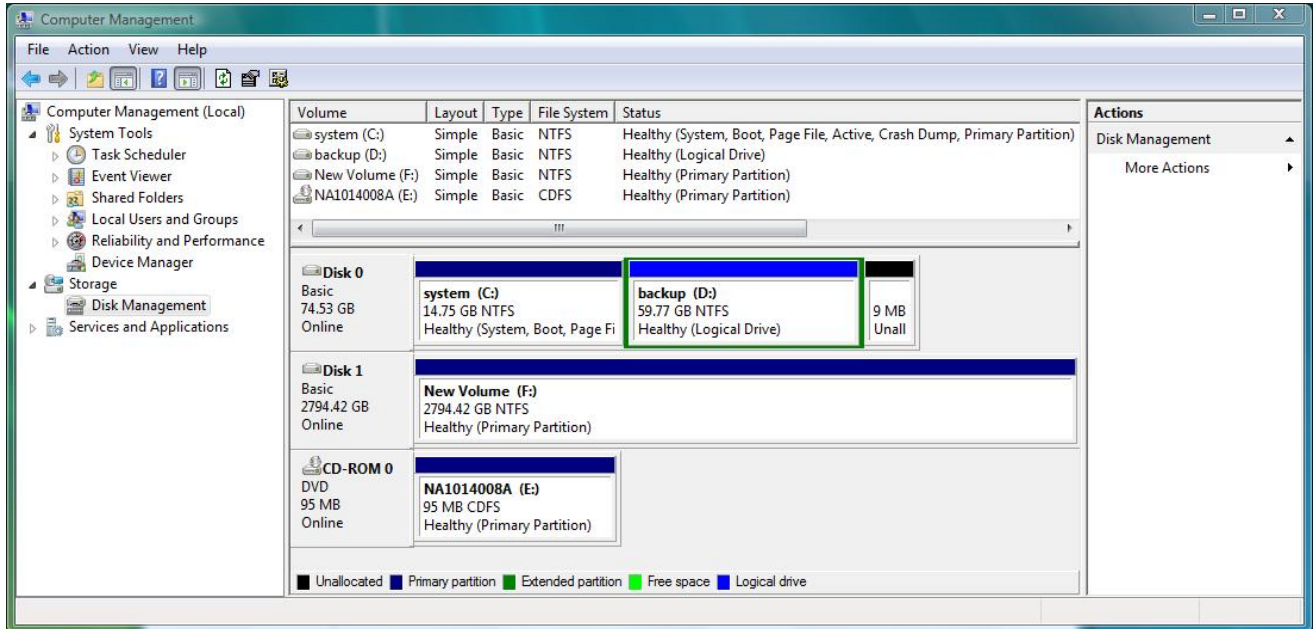 Computer Management
File Action View Help
Computer Management (Local)
System Tools
Task Scheduler
Event Viewer
Shared Folders
Local Users and Groups
Reliability and Performance
Device Manager
Storage
Disk Management
Services and Applications
Volume Layout Type File System Status
system (C:) Simple Basic NTFS Healthy (System, Boot, Page File, Active, Crash Dump, Primary Partition)
backup (D:) Simple Basic NTFS Healthy (Logical Drive)
New Volume (F:) Simple Basic NTFS Healthy (Primary Partition)
NA1014008A (E:) Simple Basic CDFS Healthy (Primary Partition)
Disk 0
Basic
74.53 GB
Online
system (C:)
14.75 GB NTFS
Healthy (System, Boot, Page Fi
backup (D:)
59.77 GB NTFS
Healthy (Logical Drive)
9 MB
Unall
Disk 1
Basic
2794.42 GB
Online
New Volume (F:)
2794.42 GB NTFS
Healthy (Primary Partition)
CD-ROM 0
DVD
95 MB
Online
NA1014008A (E:)
95 MB CDFS
Healthy (Primary Partition)
Unallocated Primary partition Extended partition Free space Logical drive
Actions
Disk Management
More Actions